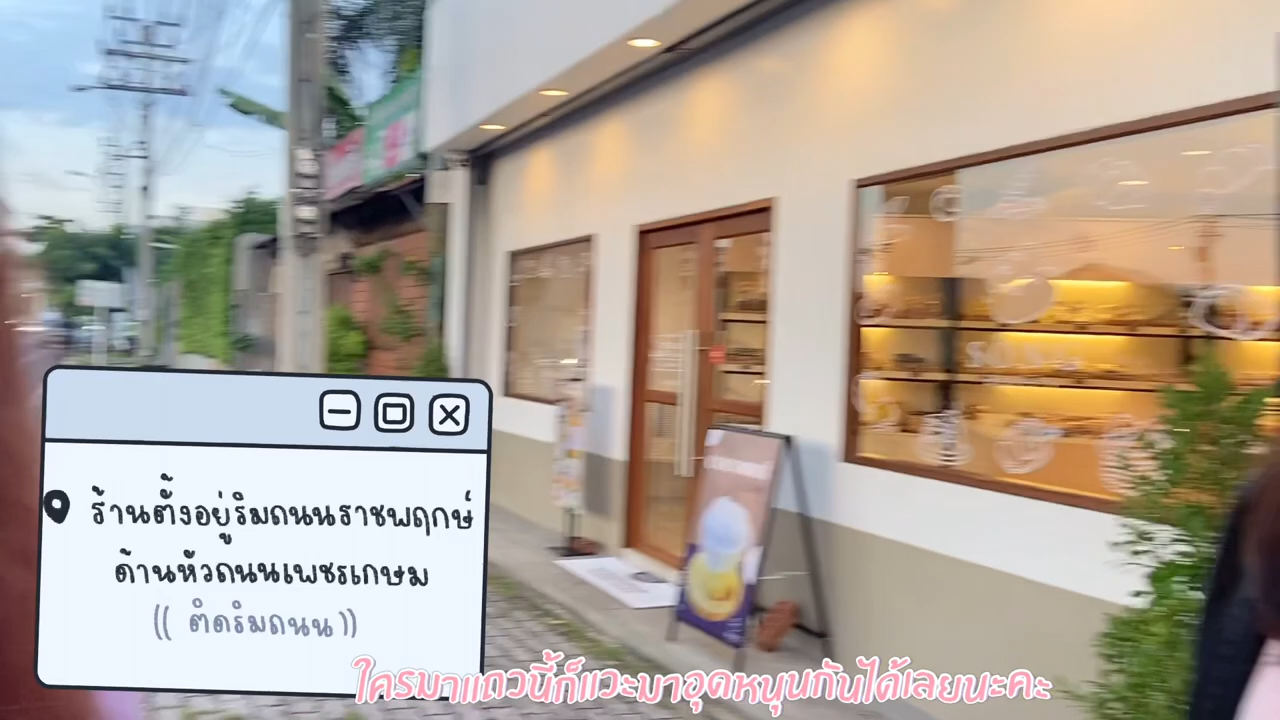 ร้านตั้งอยู่ริมถนนราชพฤกษ์
ด้านหัวถนนเพชรเกษม
(( ติดริมถนน ))
ใครมาแถวนี้ก็แวะมาอุดหนุนกันได้เลยนะคะ